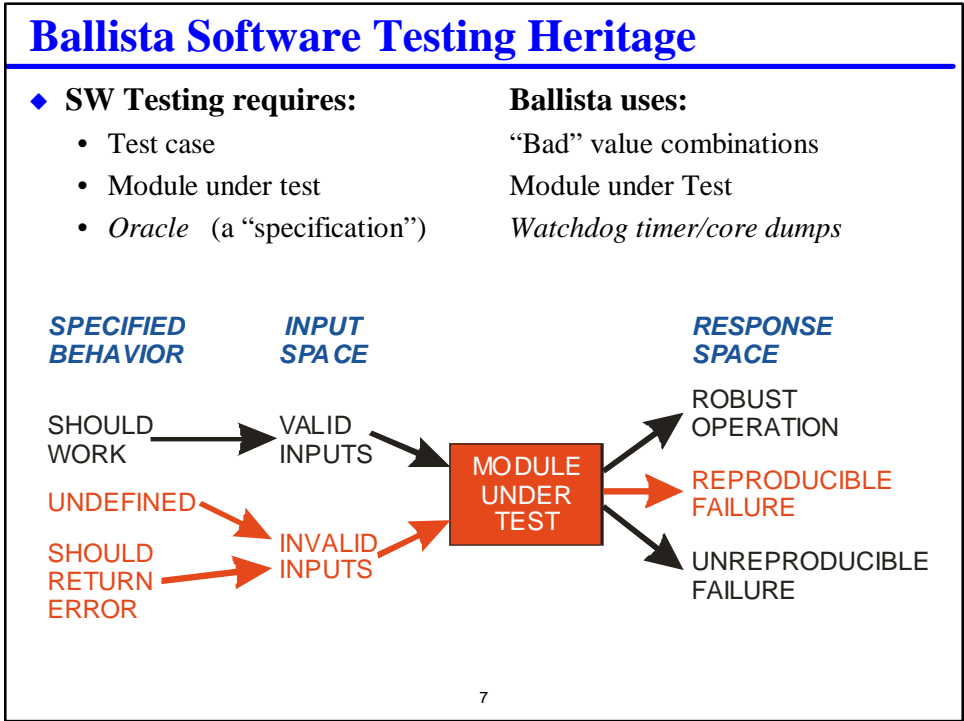 Ballista Software Testing Heritage
◆ SW Testing requires: Ballista uses:
• Test case “Bad” value combinations
• Module under test Module under Test
• Oracle (a “specification”) Watchdog timer/core dumps
SPECIFIED
BEHAVIOR
INPUT
SPACE
RESPONSE
SPACE
SHOULD
WORK
VALID
INPUTS
UNDEFINED
SHOULD
RETURN
ERROR
INVALID
INPUTS
MODULE
UNDER
TEST
ROBUST
OPERATION
REPRODUCIBLE
FAILURE
UNREPRODUCIBLE
FAILURE
7